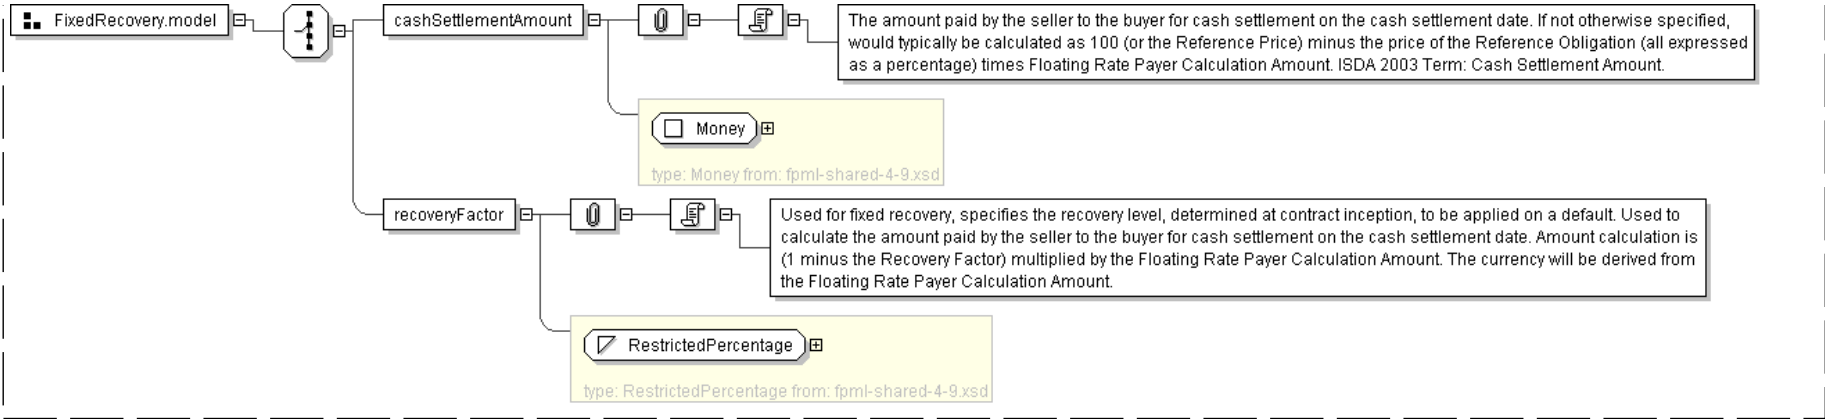 FixedRecovery.model
cashSettlementAmount
The amount paid by the seller to the buyer for cash settlement on the cash settlement date. If not otherwise specified,
would typically be calculated as 100 (or the Reference Price) minus the price of the Reference Obligation (all expressed
as a percentage) times Floating Rate Payer Calculation Amount. ISDA 2003 Term: Cash Settlement Amount.
Money
type: Money from: fpml-shared-4-9.xsd
recoveryFactor
Used for fixed recovery, specifies the recovery level, determined at contract inception, to be applied on a default. Used to
calculate the amount paid by the seller to the buyer for cash settlement on the cash settlement date. Amount calculation is
(1 minus the Recovery Factor) multiplied by the Floating Rate Payer Calculation Amount. The currency will be derived from
the Floating Rate Payer Calculation Amount.
RestrictedPercentage
type: RestrictedPercentage from: fpml-shared-4-9.xsd